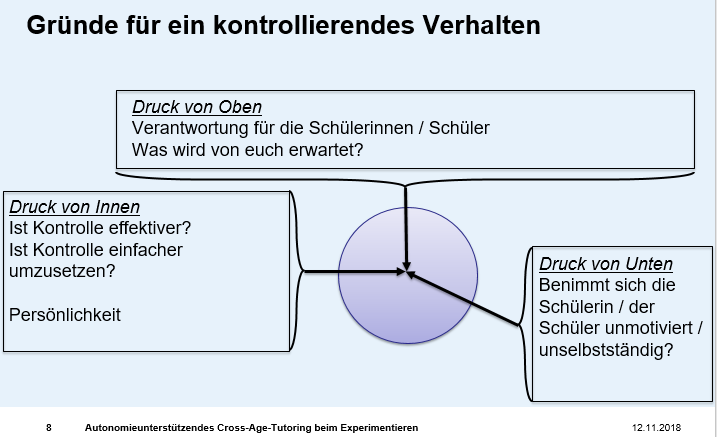 Gründe für ein kontrollierendes Verhalten
Druck von Oben
Verantwortung für die Schülerinnen / Schüler
Was wird von euch erwartet?
Druck von Innen
Ist Kontrolle effektiver?
Ist Kontrolle einfacher
umzusetzen?
Persönlichkeit
Druck von Unten
Benimmt sich die
Schülerin / der
Schüler unmotiviert /
unselbstständig?
8 Autonomieunterstützendes Cross-Age-Tutoring beim Experimentieren 12.11.2018